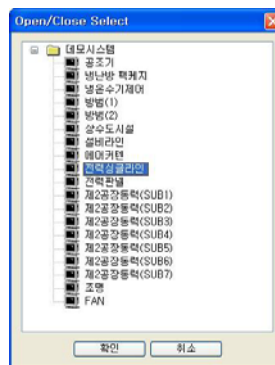 Open/Close Select
데모시스템
공조기
냉난방 팩케지
냉온수기제어
방범(1)
방범(2)
상수도시설
설비라인
에어커텐
전력싱글라인
전력판넬
제2공장동력(SUB1)
제2공장동력(SUB2)
제2공장동력(SUB3)
제2공장동력(SUB4)
제2공장동력(SUB5)
제2공장동력(SUB6)
제2공장동력(SUB7)
조명
FAN
확인
취소